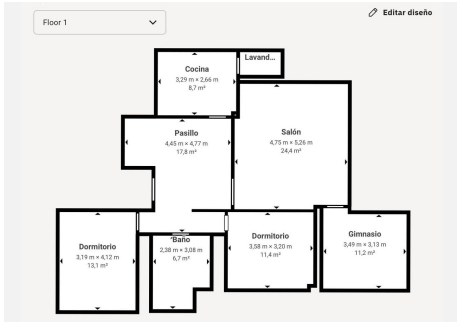 Floor 1
Editar diseño
Cocina
3,29 m × 2,66 m
8,7 m²
Lavand...
Pasillo
4,45 m × 4,77 m
17,8 m²
Salón
4,75 m × 5,26 m
24,4 m²
Dormitorio
3,19 m × 4,12 m
13,1 m²
Baño
2,38 m × 3,08 m
6,7 m²
Dormitorio
3,58 m × 3,20 m
11,4 m²
Gimnasio
3,49 m × 3,13 m
11,2 m²